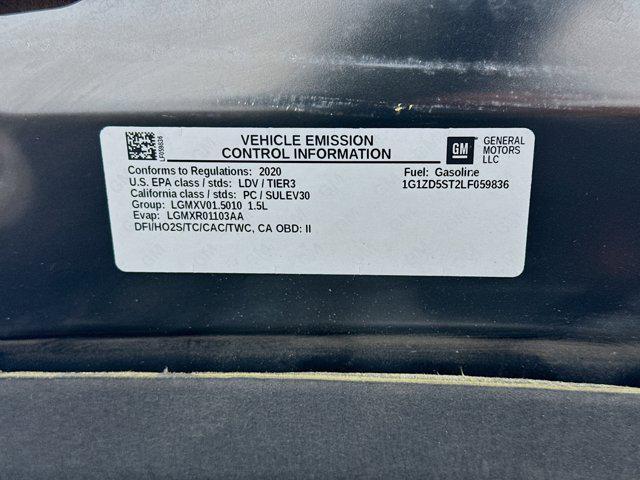 LF059836
VEHICLE EMISSION
CONTROL INFORMATION
GM
GENERAL
MOTORS
LLC
Conforms to Regulations: 2020
U.S. EPA class / stds: LDV / TIER3
California class / stds: PC / SULEV30
Group: LGMXV01.5010 1.5L
Evap: LGMXR01103AA
DFI/HO2S/TC/CAC/TWC, CA OBD: II
Fuel: Gasoline
1G1ZD5ST2LF059836